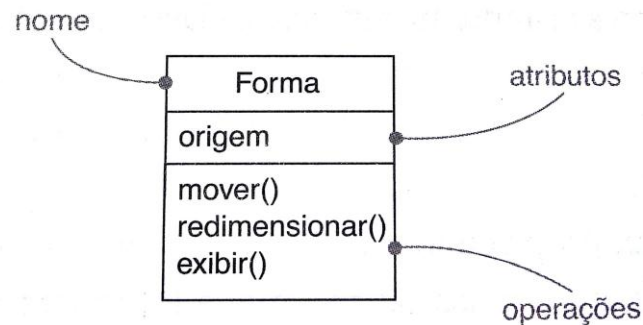 nome
Forma
atributos
origem
mover()
redimensionar()
exibir()
operações